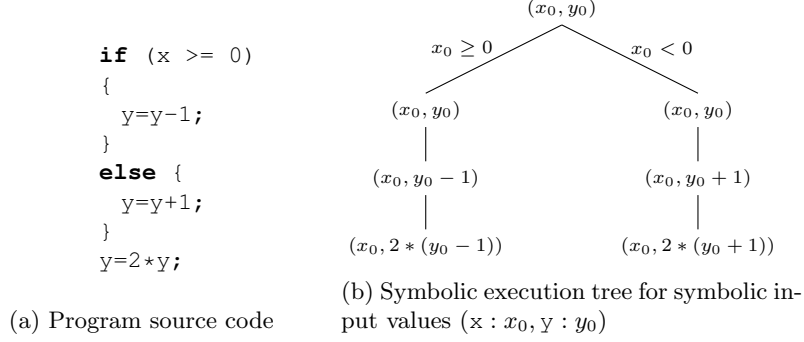 if (x >= 0)
{
y=y-1;
}
else {
y=y+1;
}
y=2*y;
(a) Program source code
(x₀, y₀)
x₀ ≥ 0
x₀ < 0
(x₀, y₀)
(x₀, y₀)
(x₀, y₀ − 1)
(x₀, y₀ + 1)
(x₀, 2 ∗ (y₀ − 1))
(x₀, 2 ∗ (y₀ + 1))
(b) Symbolic execution tree for symbolic in-
put values (x : x₀, y : y₀)